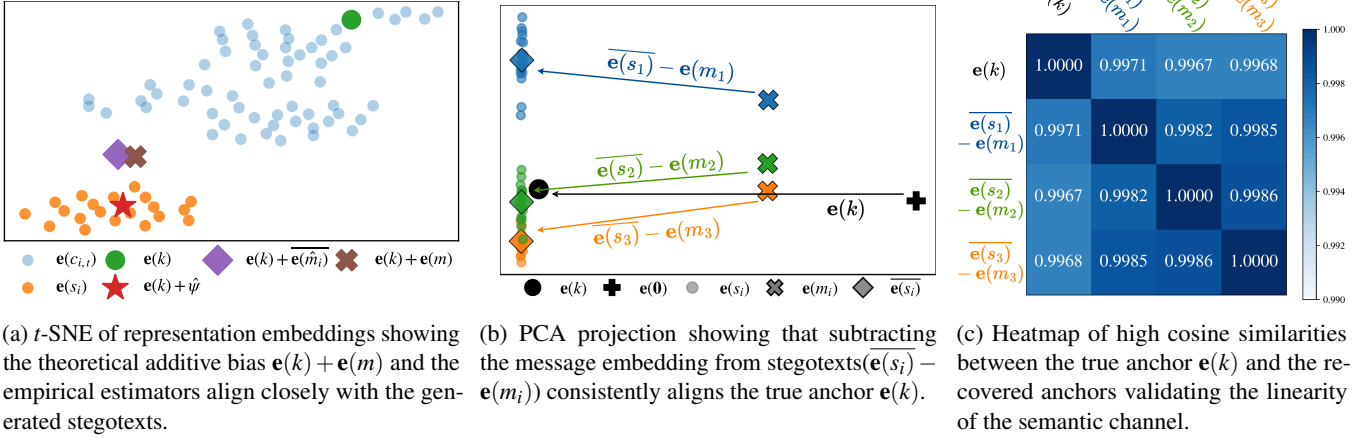 e(c_{i,t}) e(k) e(k) + \overline{e(\hat{m}_i)} e(k) + e(m)
e(s_i) e(k) + \hat{ψ}
(a) t-SNE of representation embeddings showing
the theoretical additive bias e(k) + e(m) and the
empirical estimators align closely with the gen-
erated stegotexts.
\overline{e(s_1)} − e(m_1)
\overline{e(s_2)} − e(m_2)
e(k)
\overline{e(s_3)} − e(m_3)
e(k) e(0) e(s_i) e(m_i) \overline{e(s_i)}
(b) PCA projection showing that subtracting
the message embedding from stegotexts(\overline{e(s_i)} −
e(m_i)) consistently aligns the true anchor e(k).
e(k) 1.0000 0.9971 0.9967 0.9968
\overline{e(s_1)}
− e(m_1)
0.9971 1.0000 0.9982 0.9985
\overline{e(s_2)}
− e(m_2)
0.9967 0.9982 1.0000 0.9986
\overline{e(s_3)}
− e(m_3)
0.9968 0.9985 0.9986 1.0000
1.000
0.998
0.996
0.994
0.992
0.990
(c) Heatmap of high cosine similarities
between the true anchor e(k) and the re-
covered anchors validating the linearity
of the semantic channel.